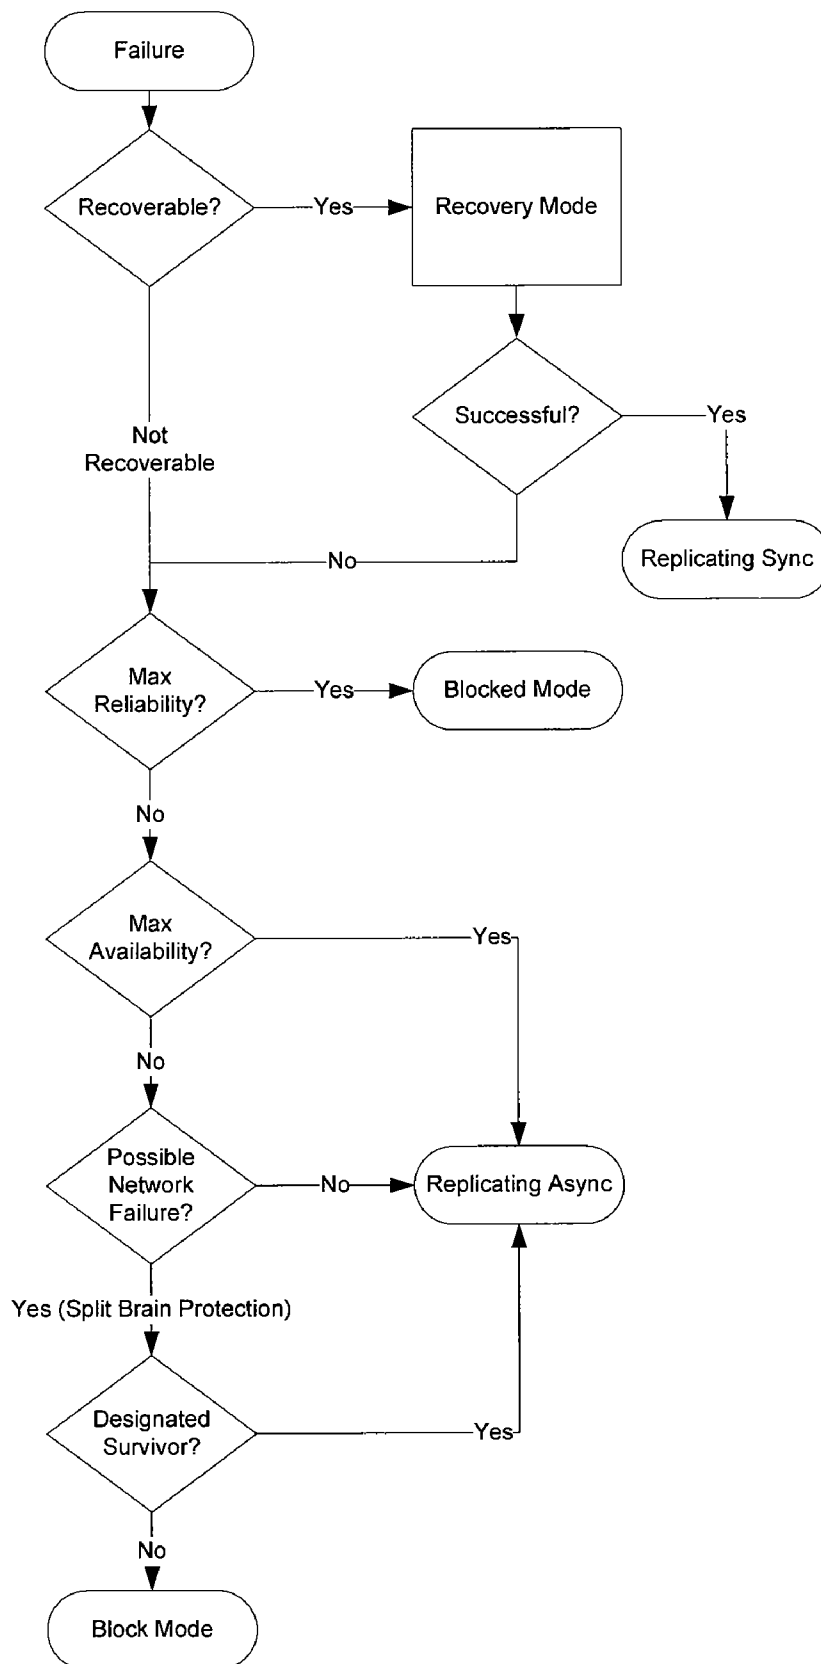 Failure
Recoverable?
Yes
Recovery Mode
Successful?
Yes
Not
Recoverable
Replicating Sync
No
Max
Reliability?
Yes
Blocked Mode
No
Max
Availability?
Yes
No
Possible
Network
Failure?
No
Replicating Async
Yes (Split Brain Protection)
Designated
Survivor?
Yes
No
Block Mode